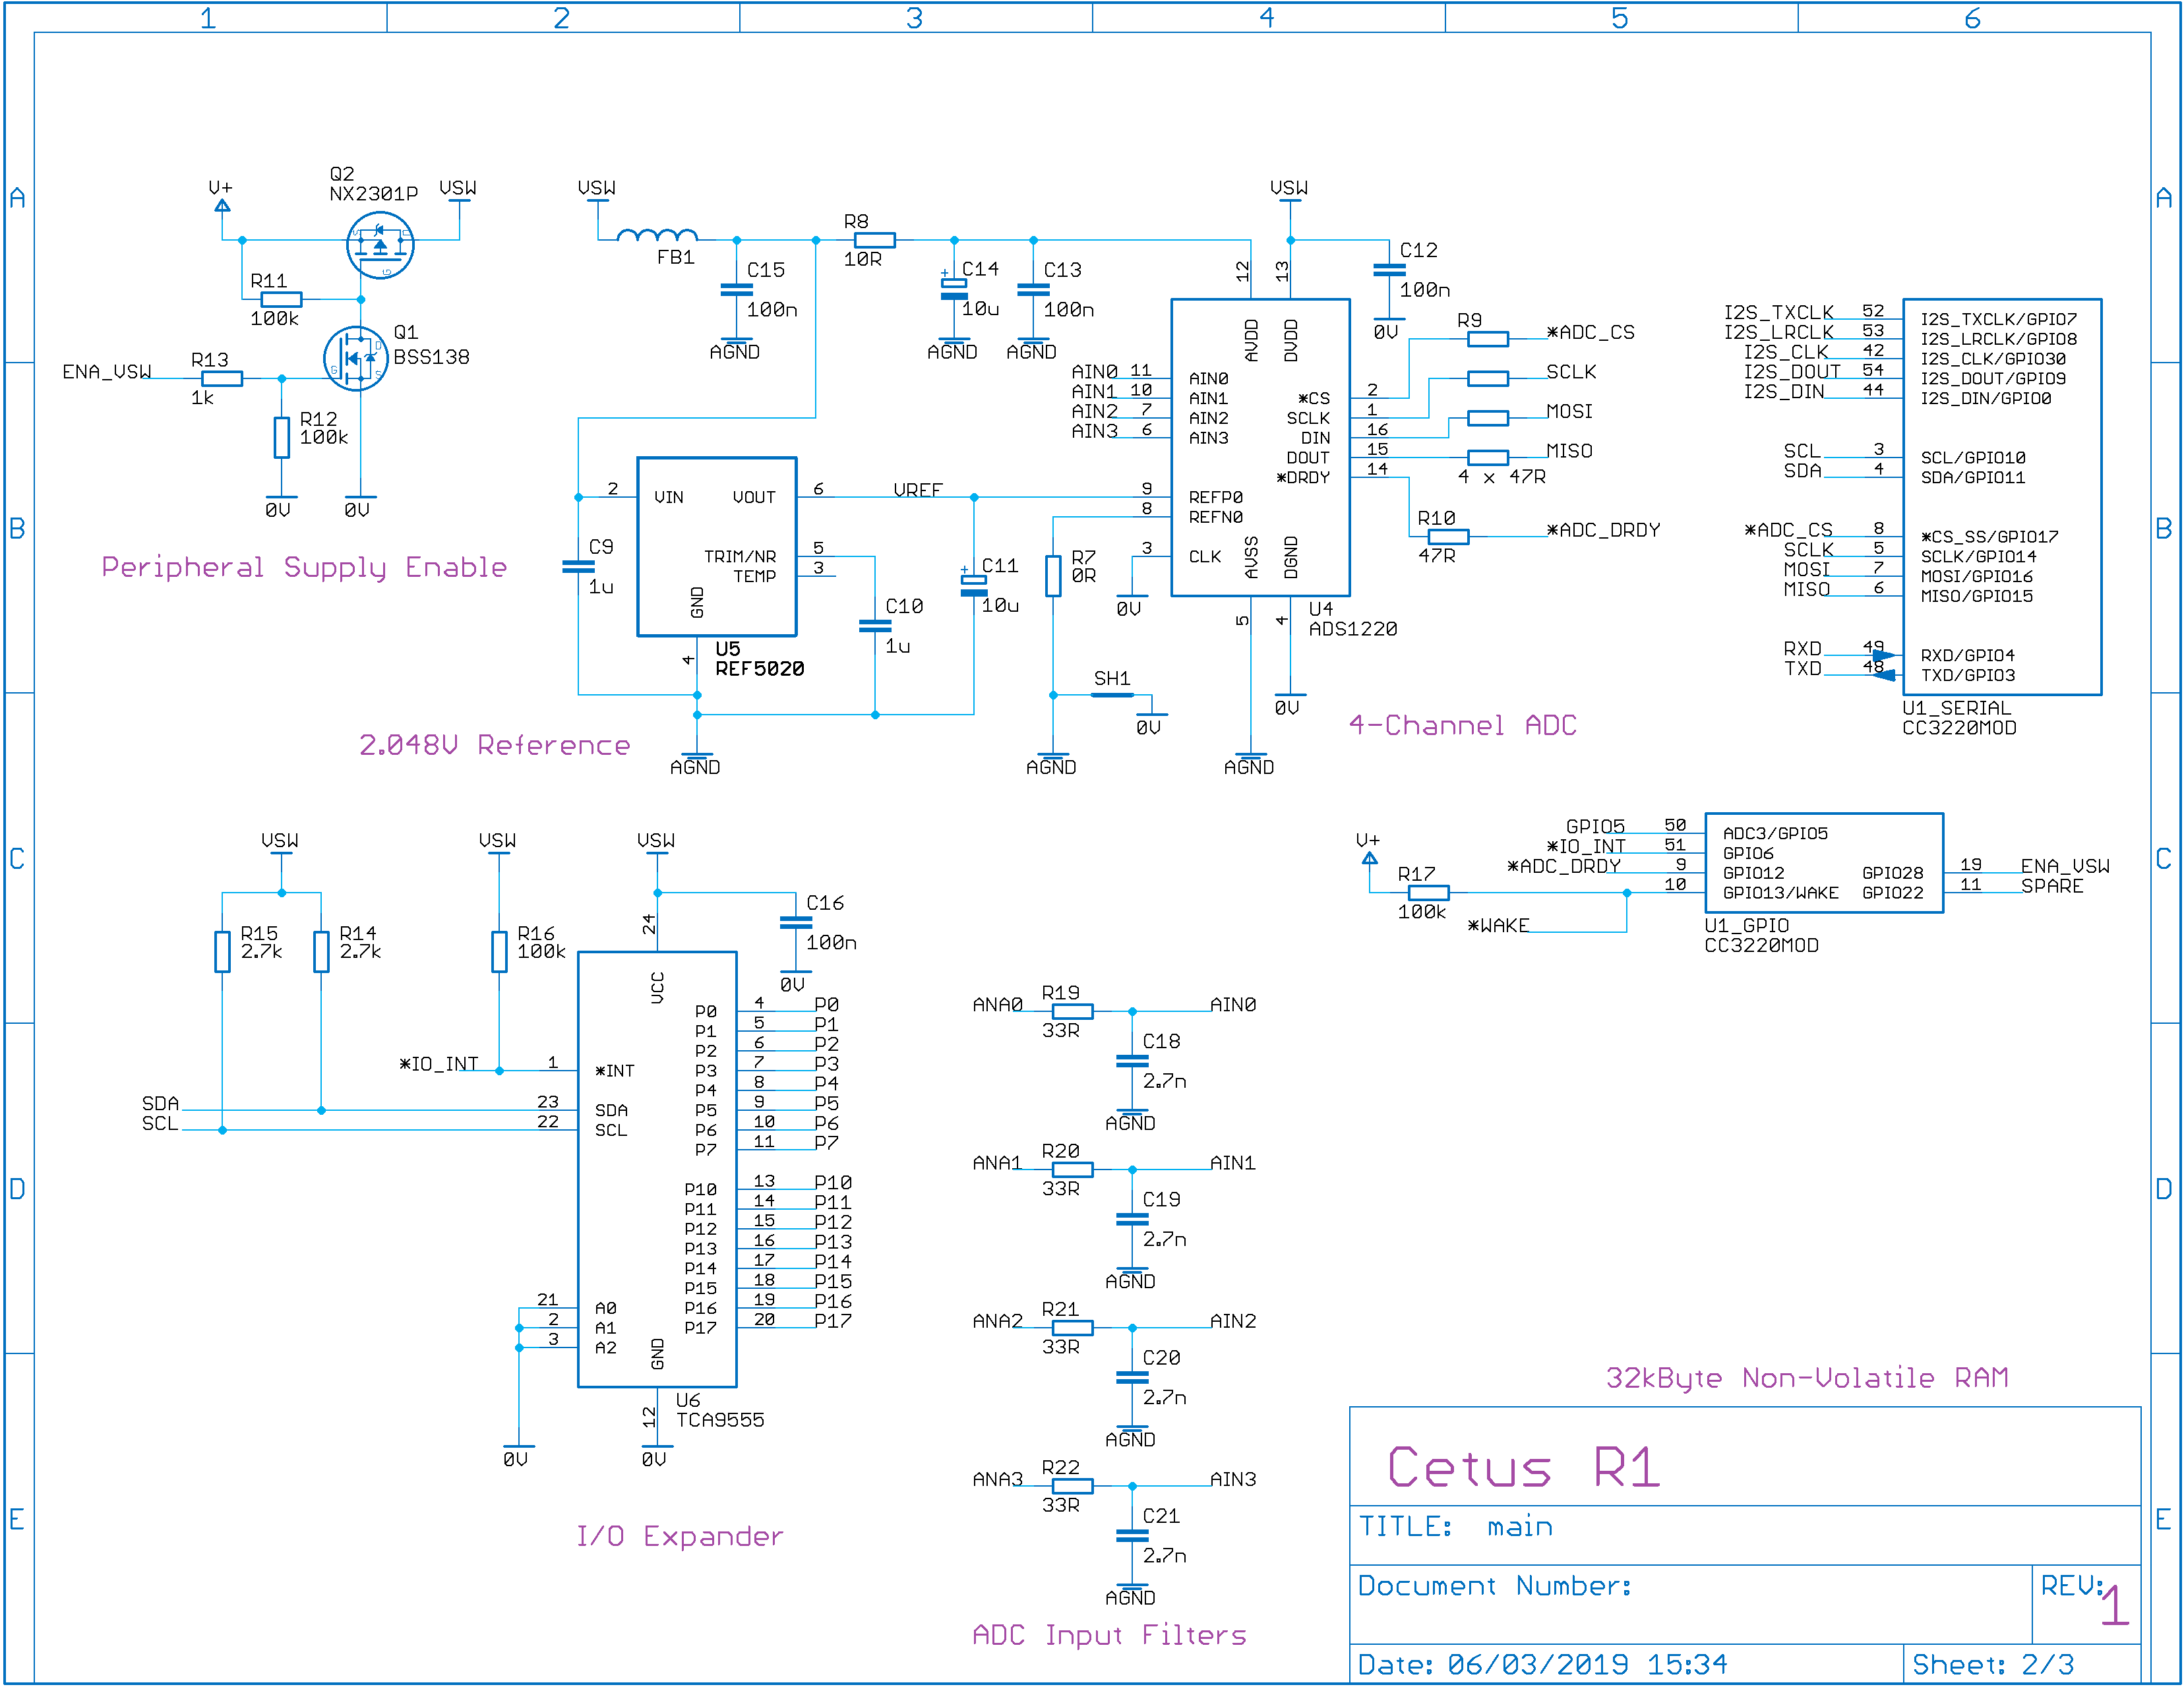 1 2 3 4 5 6
A A
B B
C C
D D
E E
Q2
NX2301P
V+
VSW
R11
100k
Q1
BSS138
ENA_VSW
R13
1k
R12
100k
0V
0V
S D
G
D
G S
Peripheral Supply Enable
VSW
FB1
C15
100n
AGND
R8
10R
C14
10u
AGND
C13
100n
AGND
+
VSW
C12
100n
0V
12
13
AVDD
DVDD
AIN0 11 AIN0
AIN1 10 AIN1
AIN2 7 AIN2
AIN3 6 AIN3
*CS 2
SCLK 1
DIN 16
DOUT 15
*DRDY 14
REFP0 9
REFN0 8
CLK 3
AVSS
DGND
5
4
U4
ADS1220
0V
0V
AGND
R9
*ADC_CS
SCLK
MOSI
MISO
4 x 47R
R10
47R
*ADC_DRDY
4-Channel ADC
2 VIN
VOUT 6
VREF
TRIM/NR 5
TEMP 3
GND
4
U5
REF5020
C9
1u
C10
1u
+
C11
10u
R7
0R
SH1
0V
AGND
AGND
2.048V Reference
I2S_TXCLK 52 I2S_TXCLK/GPIO7
I2S_LRCLK 53 I2S_LRCLK/GPIO8
I2S_CLK 42 I2S_CLK/GPIO30
I2S_DOUT 54 I2S_DOUT/GPIO9
I2S_DIN 44 I2S_DIN/GPIO0
SCL 3 SCL/GPIO10
SDA 4 SDA/GPIO11
*ADC_CS 8 *CS_SS/GPIO17
SCLK 5 SCLK/GPIO14
MOSI 7 MOSI/GPIO16
MISO 6 MISO/GPIO15
RXD 49 RXD/GPIO4
TXD 48 TXD/GPIO3
U1_SERIAL
CC3220MOD
V+
R17
100k
*WAKE
GPIO5 50 ADC3/GPIO5
*IO_INT 51 GPIO6
*ADC_DRDY 9 GPIO12
10 GPIO13/WAKE
GPIO28 19 ENA_VSW
GPIO22 11 SPARE
U1_GPIO
CC3220MOD
VSW
VSW
VSW
R15
2.7k
R14
2.7k
R16
100k
C16
100n
0V
24
VCC
*IO_INT 1 *INT
SDA 23 SDA
SCL 22 SCL
21 A0
2 A1
3 A2
P0 4 P0
P1 5 P1
P2 6 P2
P3 7 P3
P4 8 P4
P5 9 P5
P6 10 P6
P7 11 P7
P10 13 P10
P11 14 P11
P12 15 P12
P13 16 P13
P14 17 P14
P15 18 P15
P16 19 P16
P17 20 P17
GND
12
U6
TCA9555
0V
0V
I/O Expander
ANA0 R19 AIN0
33R
C18
2.7n
AGND
ANA1 R20 AIN1
33R
C19
2.7n
AGND
ANA2 R21 AIN2
33R
C20
2.7n
AGND
ANA3 R22 AIN3
33R
C21
2.7n
AGND
ADC Input Filters
32kByte Non-Volatile RAM
Cetus R1
TITLE: main
Document Number:
REV: 1
Date: 06/03/2019 15:34
Sheet: 2/3